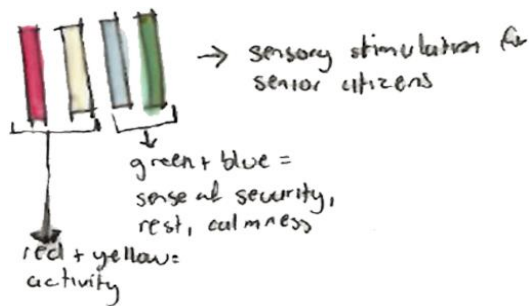 → sensory stimulation for
senior citizens
green + blue =
sense of security,
rest, calmness
red + yellow =
activity